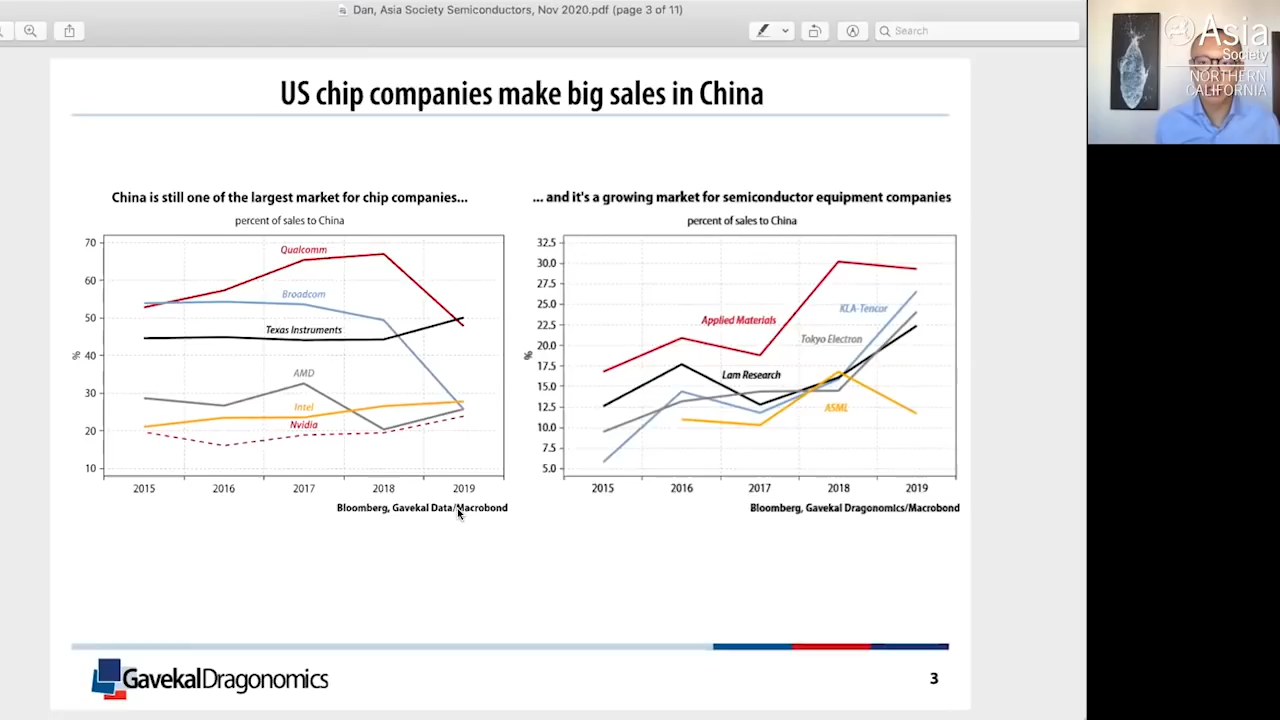 Dan, Asia Society Semiconductors, Nov 2020.pdf (page 3 of 11)
Search
Asia
Society
NORTHERN
CALIFORNIA
US chip companies make big sales in China
China is still one of the largest market for chip companies...
percent of sales to China
70
60
50
40
30
20
10
%
Qualcomm
Broadcom
Texas Instruments
AMD
Intel
Nvidia
2015 2016 2017 2018 2019
Bloomberg, Gavekal Data/Macrobond
... and it's a growing market for semiconductor equipment companies
percent of sales to China
32.5
30.0
27.5
25.0
22.5
20.0
17.5
15.0
12.5
10.0
7.5
5.0
%
Applied Materials
KLA-Tencor
Tokyo Electron
Lam Research
ASML
2015 2016 2017 2018 2019
Bloomberg, Gavekal Dragonomics/Macrobond
GavekalDragonomics
3